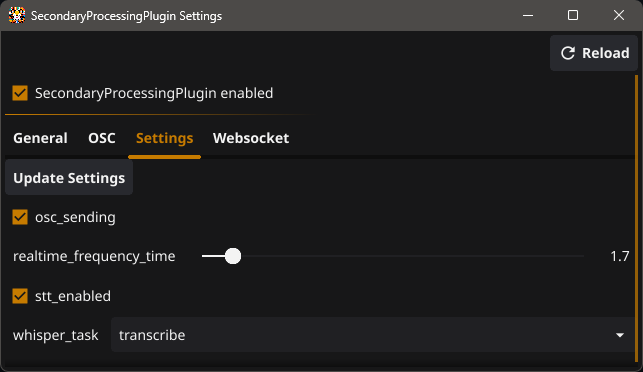 SecondaryProcessingPlugin Settings
Reload
SecondaryProcessingPlugin enabled
General OSC Settings Websocket
Update Settings
osc_sending
realtime_frequency_time 1.7
stt_enabled
whisper_task transcribe